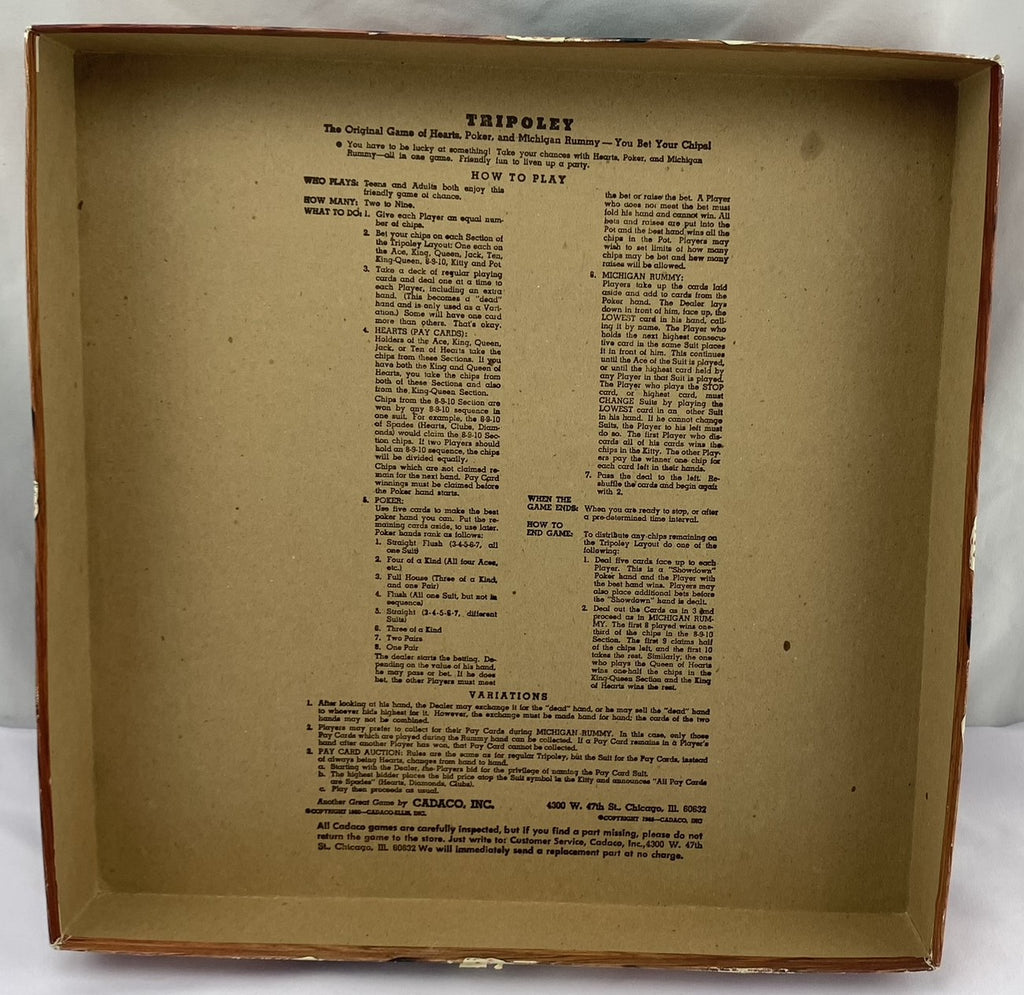 TRIPOLEY
The Original Game of Hearts, Poker, and Michigan Rummy — You Bet Your Chips!
● You have to be lucky at something! Take your chances with Hearts, Poker, and Michigan
Rummy—all in one game. Friendly fun to liven up a party.
HOW TO PLAY
WHO PLAYS: Teens and Adults both enjoy this
friendly game of chance.
HOW MANY: Two to Nine.
WHAT TO DO: 1. Give each Player an equal num-
ber of chips.
2. Bet your chips on each Section of
the Tripoley Layout: One each on
the Ace, King, Queen, Jack, Ten,
King-Queen, 8-9-10, Kitty and Pot
3. Take a deck of regular playing
cards and deal one at a time to
each Player, including an extra
hand. (This becomes a "dead"
hand and is only used as a Vari-
ation.) Some will have one card
more than others. That's okay.
4. HEARTS (PAY CARDS):
Holders of the Ace, King, Queen,
Jack, or Ten of Hearts take the
chips from these Sections. If you
have both the King and Queen of
Hearts, you take the chips from
both of these Sections and also
from the King-Queen Section.
Chips from the 8-9-10 Section are
won by any 8-9-10 sequence in
one suit. For example, the 8-9-10
of Spades (Hearts, Clubs, Diam-
onds) would claim the 8-9-10 Sec-
tion chips. If two Players should
hold an 8-9-10 sequence, the chips
will be divided equally.
Chips which are not claimed re-
main for the next hand. Pay Card
winnings must be claimed before
the Poker hand starts.
5. POKER:
Use five cards to make the best
poker hand you can. Put the re-
maining cards aside, to use later.
Poker hands rank as follows:
1. Straight Flush (3-4-5-6-7, all
one Suit)
2. Four of a Kind (All four Aces,
etc.)
3. Full House (Three of a Kind,
and one Pair)
4. Flush (All one Suit, but not in
sequence)
5. Straight (3-4-5-6-7, different
Suits)
6. Three of a Kind
7. Two Pairs
8. One Pair
The dealer starts the betting. De-
pending on the value of his hand,
he may pass or bet. If he does
bet, the other Players must meet
the bet or raise the bet. A Player
who does not meet the bet must
fold his hand and cannot win. All
bets and raises are put into the
Pot and the best hand wins all the
chips in the Pot. Players may
wish to set limits of how many
chips may be bet and how many
raises will be allowed.
6. MICHIGAN RUMMY:
Players take up the cards laid
aside and add to cards from the
Poker hand. The Dealer lays
down in front of him, face up, the
LOWEST card in his hand, call-
ing it by name. The Player who
holds the next highest consecu-
tive card in the same Suit places
it in front of him. This continues
until the Ace of the Suit is played,
or until the highest card held by
any Player in that Suit is played.
The Player who plays the STOP
card, or highest card, must
CHANGE Suits by playing the
LOWEST card in an other Suit
in his hand. If he cannot change
Suits, the Player to his left must
do so. The first Player who dis-
cards all of his cards wins the
chips in the Kitty. The other Play-
ers pay the winner one chip for
each card left in their hands.
7. Pass the deal to the left. Re-
shuffle the cards and begin again
with 2.
WHEN THE
GAME ENDS: When you are ready to stop, or after
a pre-determined time interval.
HOW TO
END GAME: To distribute any chips remaining on
the Tripoley Layout do one of the
following:
1. Deal five cards face up to each
Player. This is a "Showdown"
Poker hand and the Player with
the best hand wins. Players may
also place additional bets before
the "Showdown" hand is dealt.
2. Deal out the Cards as in 3 and
proceed as in MICHIGAN RUM-
MY. The first 8 played wins one-
third of the chips in the 8-9-10
Section. The first 9 claims half
of the chips left, and the first 10
takes the rest. Similarly, the one
who plays the Queen of Hearts
wins one-half the chips in the
King-Queen Section and the King
of Hearts wins the rest.
VARIATIONS
1. After looking at his hand, the Dealer may exchange it for the "dead" hand, or he may sell the "dead" hand
to whoever bids highest for it. However, the exchange must be made hand for hand; the cards of the two
hands may not be combined.
2. Players may prefer to collect for their Pay Cards during MICHIGAN RUMMY. In this case, only those
Pay Cards which are played during the Rummy hand can be collected. If a Pay Card remains in a Player's
hand after another Player has won, that Pay Card cannot be collected.
3. PAY CARD AUCTION: Rules are the same as for regular Tripoley, but the Suit for the Pay Cards, instead
of always being Hearts, changes from hand to hand.
a. Starting with the Dealer, the Players bid for the privilege of naming the Pay Card Suit.
b. The highest bidder places the bid price atop the Suit symbol in the Kitty and announces "All Pay Cards
are Spades" (Hearts, Diamonds, Clubs).
c. Play then proceeds as usual.
Another Great Game by CADACO, INC. 4300 W. 47th St., Chicago, Ill. 60632
©COPYRIGHT CADACO-ELLIS, INC. ©COPYRIGHT 1968—CADACO, INC
All Cadaco games are carefully inspected, but if you find a part missing, please do not
return the game to the store. Just write to: Customer Service, Cadaco, Inc., 4300 W. 47th
St., Chicago, Ill. 60632 We will immediately send a replacement part at no charge.